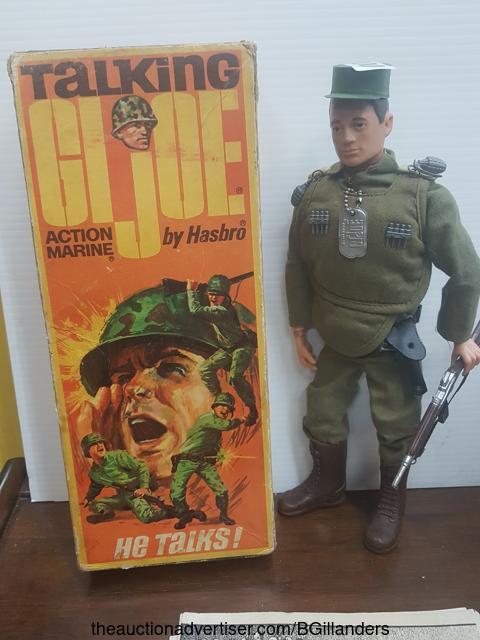 TALKING
GI JOE®
ACTION
MARINE®
by Hasbro®
HE TALKS!
theauctionadvertiser.com/BGillanders